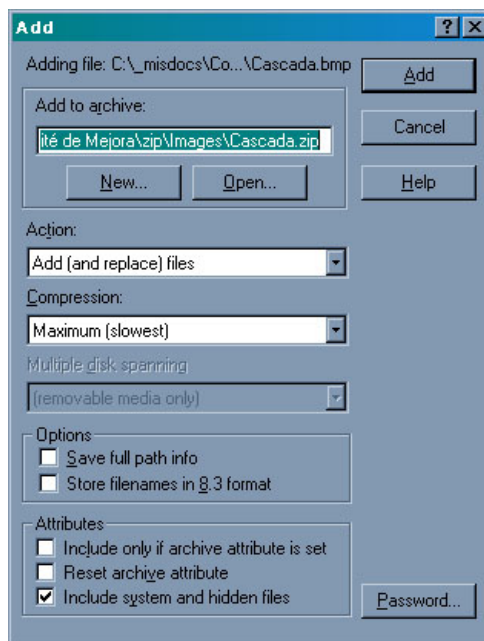 Add
Adding file: C:\_misdocs\Co...\Cascada.bmp
Add
Add to archive:
ité de Mejora\zip\Images\Cascada.zip
Cancel
New...
Open...
Help
Action:
Add (and replace) files
Compression:
Maximum (slowest)
Multiple disk spanning
(removable media only)
Options
Save full path info
Store filenames in 8.3 format
Attributes
Include only if archive attribute is set
Reset archive attribute
Include system and hidden files
Password...